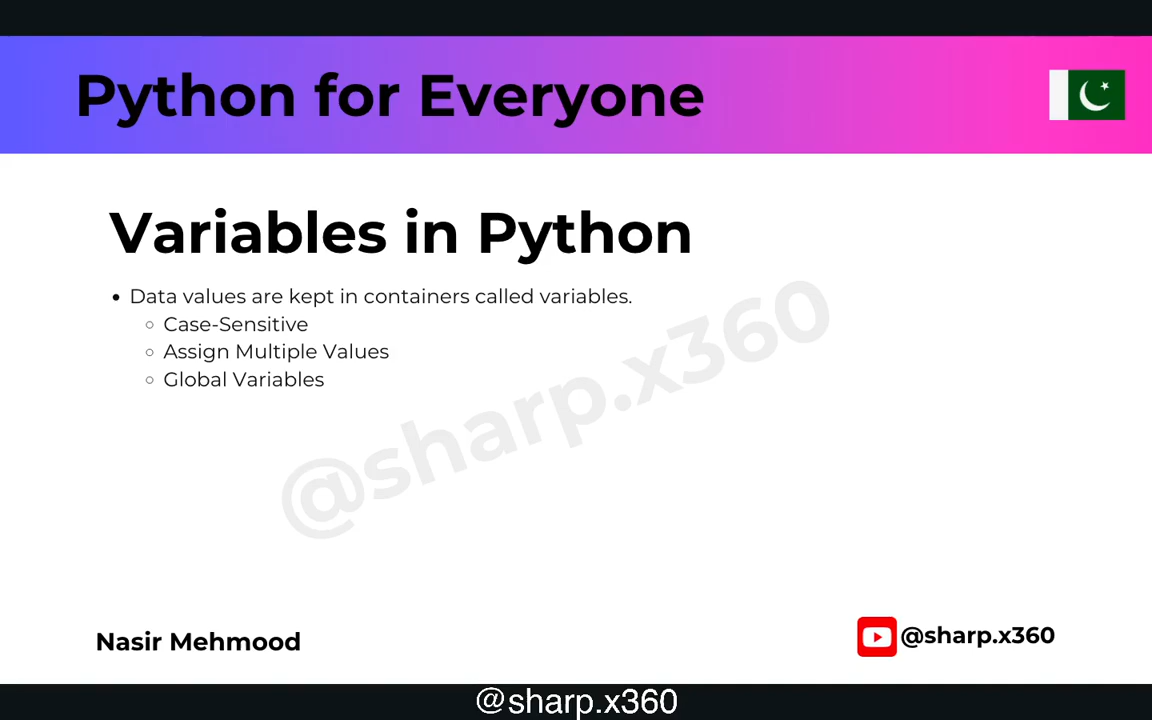 Python for Everyone
Variables in Python
• Data values are kept in containers called variables.
○ Case-Sensitive
○ Assign Multiple Values
○ Global Variables
@sharp.x360
Nasir Mehmood
@sharp.x360
@sharp.x360